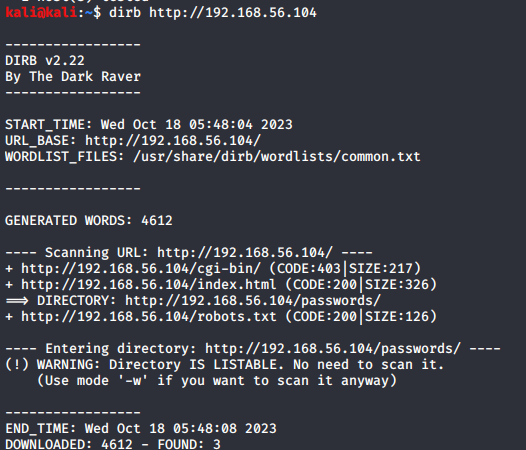 kali@kali:~$ dirb http://192.168.56.104
-----------------
DIRB v2.22
By The Dark Raver
-----------------
START_TIME: Wed Oct 18 05:48:04 2023
URL_BASE: http://192.168.56.104/
WORDLIST_FILES: /usr/share/dirb/wordlists/common.txt
-----------------
GENERATED WORDS: 4612
---- Scanning URL: http://192.168.56.104/ ----
+ http://192.168.56.104/cgi-bin/ (CODE:403|SIZE:217)
+ http://192.168.56.104/index.html (CODE:200|SIZE:326)
==> DIRECTORY: http://192.168.56.104/passwords/
+ http://192.168.56.104/robots.txt (CODE:200|SIZE:126)
---- Entering directory: http://192.168.56.104/passwords/ ----
(!) WARNING: Directory IS LISTABLE. No need to scan it.
(Use mode '-w' if you want to scan it anyway)
-----------------
END_TIME: Wed Oct 18 05:48:08 2023
DOWNLOADED: 4612 - FOUND: 3